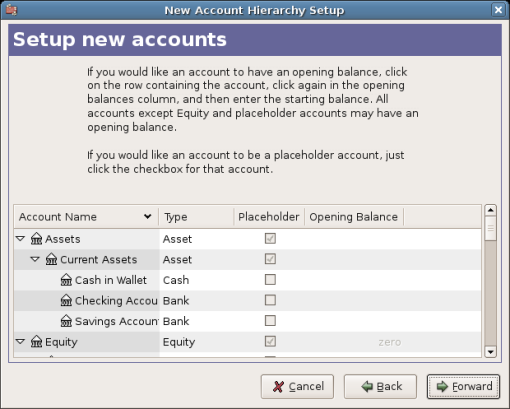 New Account Hierarchy Setup
Setup new accounts
If you would like an account to have an opening balance, click
on the row containing the account, click again in the opening
balances column, and then enter the starting balance. All
accounts except Equity and placeholder accounts may have an
opening balance.
If you would like an account to be a placeholder account, just
click the checkbox for that account.
Account Name Type Placeholder Opening Balance
Assets Asset
Current Assets Asset
Cash in Wallet Cash
Checking Accou Bank
Savings Accoun Bank
Equity Equity zero
Cancel Back Forward